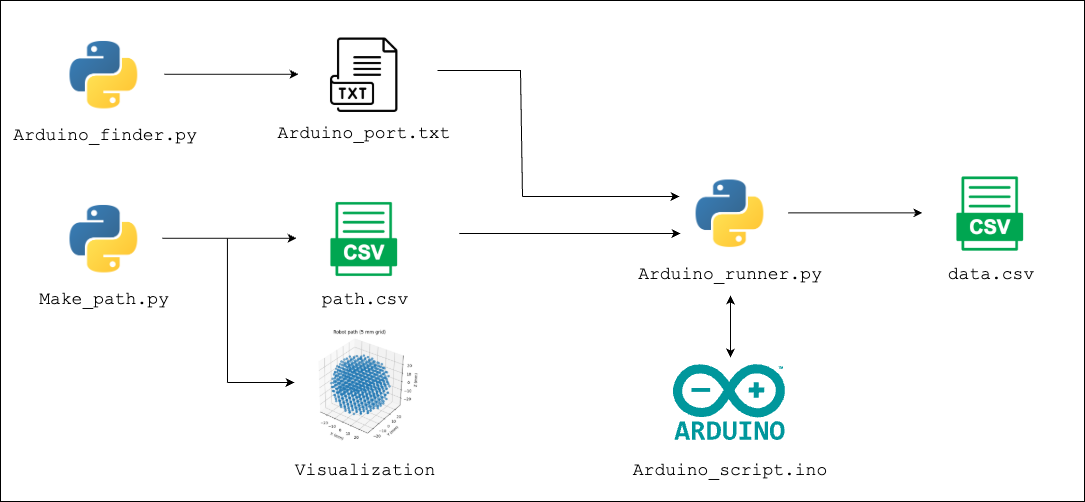 TXT
Arduino_finder.py
Arduino_port.txt
CSV
CSV
Make_path.py
path.csv
Arduino_runner.py
data.csv
Robot path (5 mm grid)
Visualization
™
ARDUINO
Arduino_script.ino